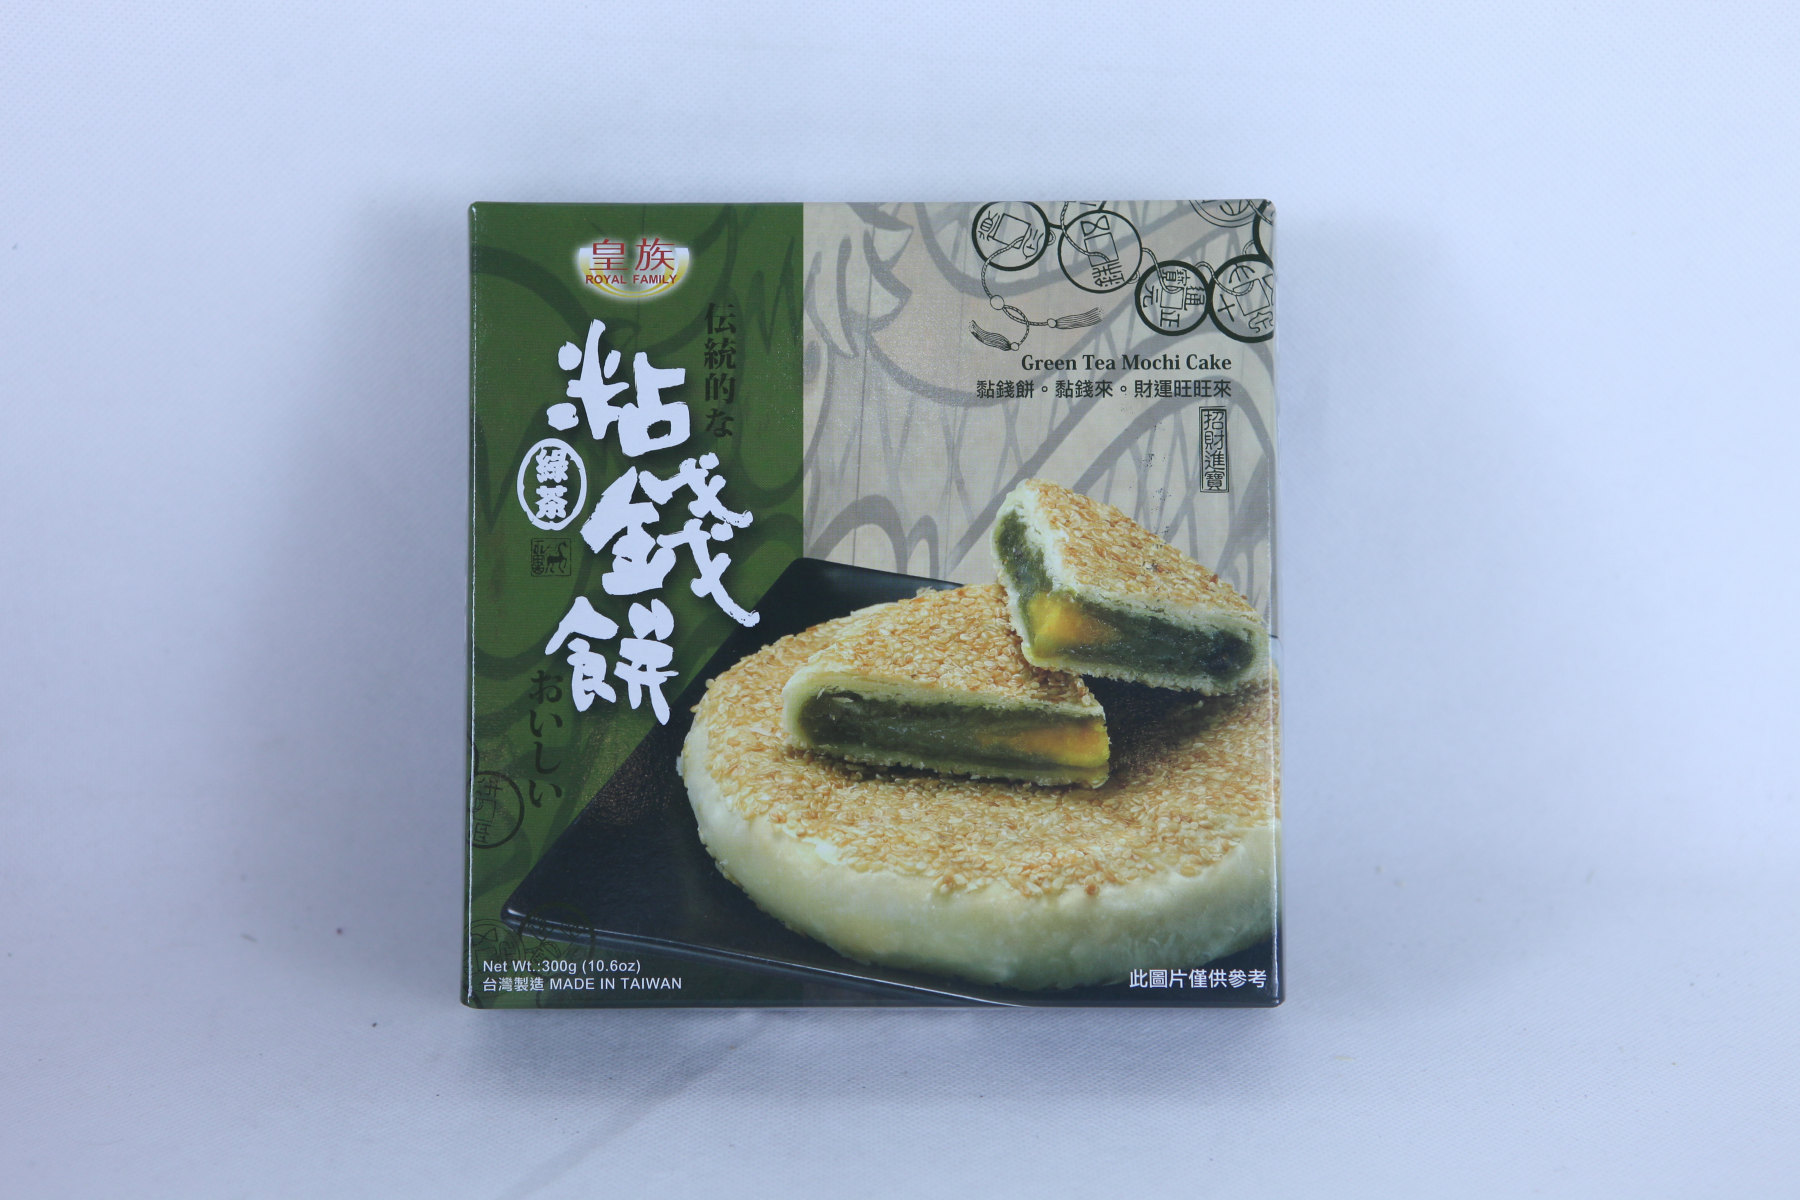 皇族
ROYAL FAMILY
伝統的な
粘錢餅
綠茶
おいしい
Green Tea Mochi Cake
黏錢餅。黏錢來。財運旺旺來
招財進寶
Net Wt.:300g (10.6oz)
台灣製造 MADE IN TAIWAN
此圖片僅供參考